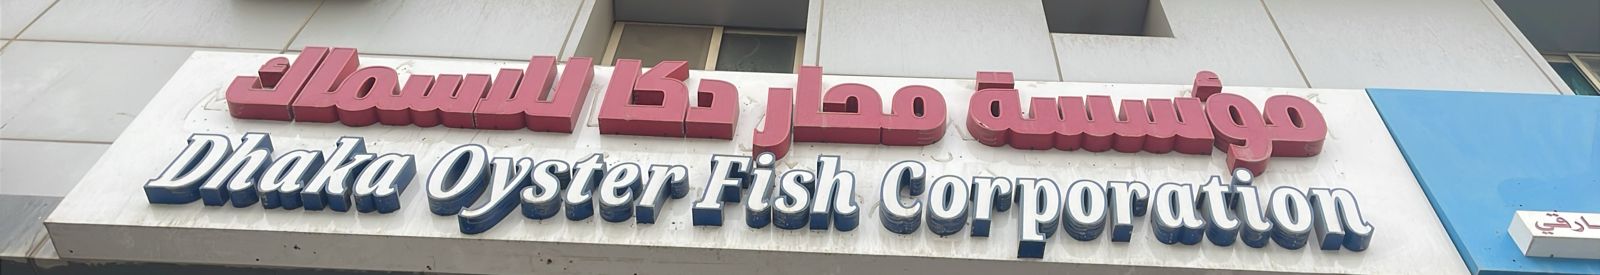 مؤسسة محار دكا للاسماك
Dhaka Oyster Fish Corporation